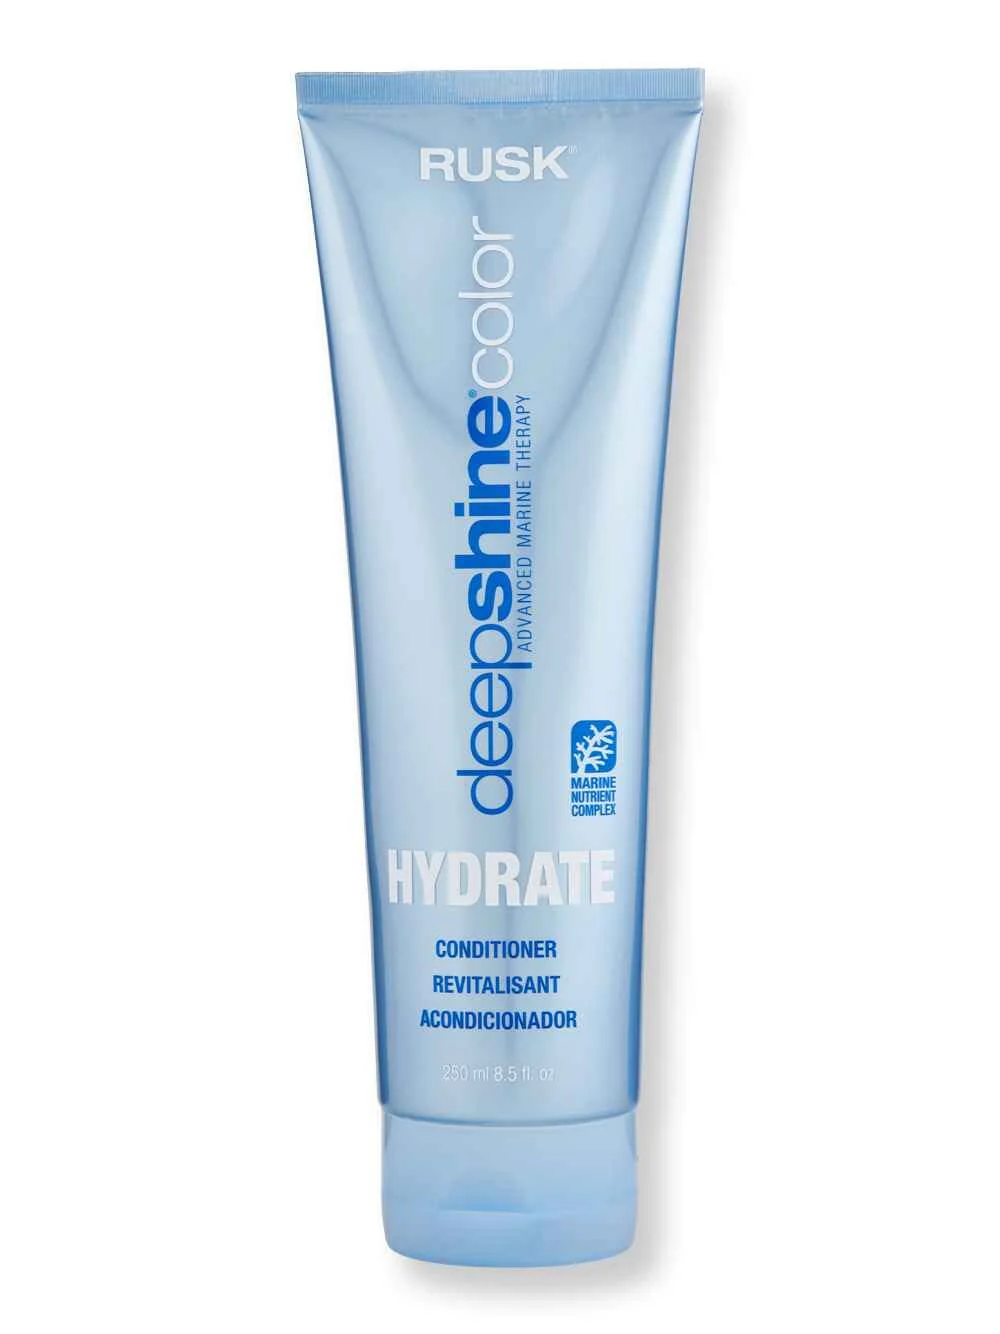 RUSK®
deepshine®color
ADVANCED MARINE THERAPY
MARINE
NUTRIENT
COMPLEX
HYDRATE
CONDITIONER
REVITALISANT
ACONDICIONADOR
250 ml 8.5 fl. oz